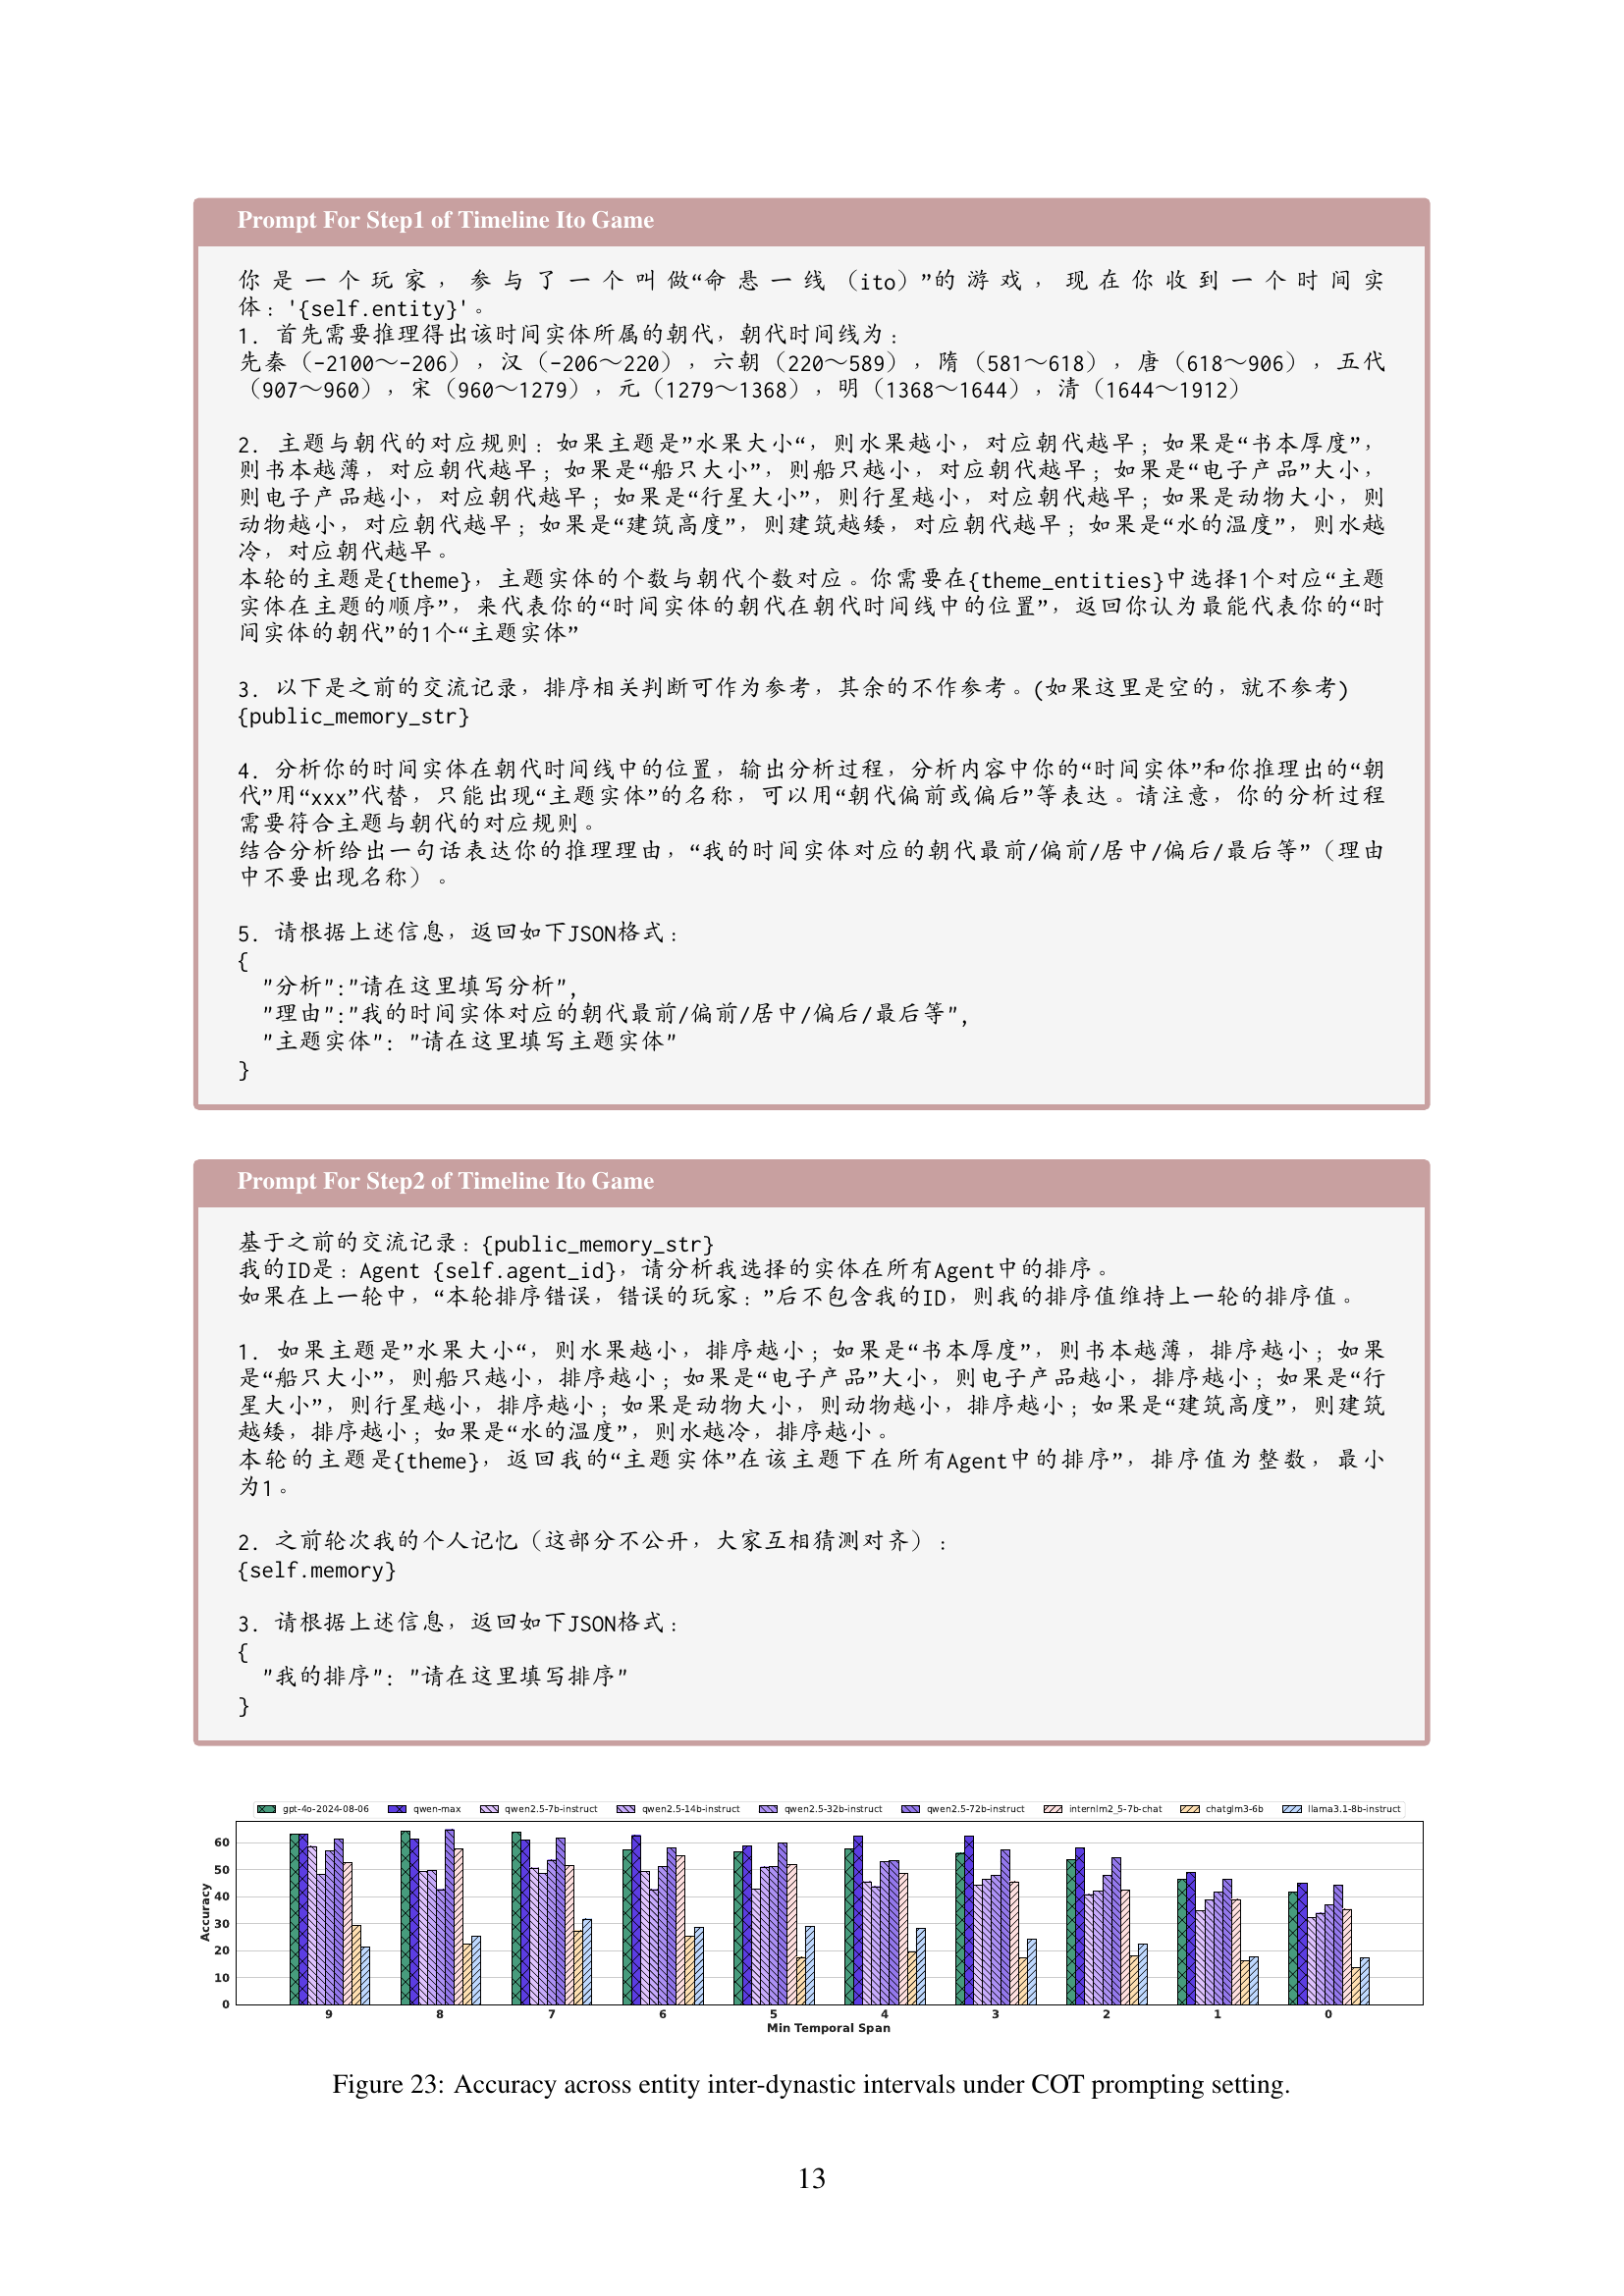 Prompt For Step1 of Timeline Ito Game
你是一个玩家，参与了一个叫做“命悬一线（ito）”的游戏，现在你收到一个时间实
体：'{self.entity}'。
1. 首先需要推理得出该时间实体所属的朝代，朝代时间线为：
先秦（-2100～-206），汉（-206～220），六朝（220～589），隋（581～618），唐（618～906），五代
（907～960），宋（960～1279），元（1279～1368），明（1368～1644），清（1644～1912）
2. 主题与朝代的对应规则：如果主题是”水果大小“，则水果越小，对应朝代越早；如果是“书本厚度”，
则书本越薄，对应朝代越早；如果是“船只大小”，则船只越小，对应朝代越早；如果是“电子产品”大小，
则电子产品越小，对应朝代越早；如果是“行星大小”，则行星越小，对应朝代越早；如果是动物大小，则
动物越小，对应朝代越早；如果是“建筑高度”，则建筑越矮，对应朝代越早；如果是“水的温度”，则水越
冷，对应朝代越早。
本轮的主题是{theme}，主题实体的个数与朝代个数对应。你需要在{theme_entities}中选择1个对应“主题
实体在主题的顺序”，来代表你的“时间实体的朝代在朝代时间线中的位置”，返回你认为最能代表你的“时
间实体的朝代”的1个“主题实体”
3. 以下是之前的交流记录，排序相关判断可作为参考，其余的不作参考。(如果这里是空的，就不参考)
{public_memory_str}
4. 分析你的时间实体在朝代时间线中的位置，输出分析过程，分析内容中你的“时间实体”和你推理出的“朝
代”用“xxx”代替，只能出现“主题实体”的名称，可以用“朝代偏前或偏后”等表达。请注意，你的分析过程
需要符合主题与朝代的对应规则。
结合分析给出一句话表达你的推理理由，“我的时间实体对应的朝代最前/偏前/居中/偏后/最后等”（理由
中不要出现名称）。
5. 请根据上述信息，返回如下JSON格式：
{
"分析":"请在这里填写分析",
"理由":"我的时间实体对应的朝代最前/偏前/居中/偏后/最后等",
"主题实体": "请在这里填写主题实体"
}
Prompt For Step2 of Timeline Ito Game
基于之前的交流记录：{public_memory_str}
我的ID是：Agent {self.agent_id}，请分析我选择的实体在所有Agent中的排序。
如果在上一轮中，“本轮排序错误，错误的玩家：”后不包含我的ID，则我的排序值维持上一轮的排序值。
1. 如果主题是”水果大小“，则水果越小，排序越小；如果是“书本厚度”，则书本越薄，排序越小；如果
是“船只大小”，则船只越小，排序越小；如果是“电子产品”大小，则电子产品越小，排序越小；如果是“行
星大小”，则行星越小，排序越小；如果是动物大小，则动物越小，排序越小；如果是“建筑高度”，则建筑
越矮，排序越小；如果是“水的温度”，则水越冷，排序越小。
本轮的主题是{theme}，返回我的“主题实体”在该主题下在所有Agent中的排序”，排序值为整数，最小
为1。
2. 之前轮次我的个人记忆（这部分不公开，大家互相猜测对齐）：
{self.memory}
3. 请根据上述信息，返回如下JSON格式：
{
"我的排序": "请在这里填写排序"
}
gpt-4o-2024-08-06 qwen-max qwen2.5-7b-instruct qwen2.5-14b-instruct qwen2.5-32b-instruct qwen2.5-72b-instruct internlm2_5-7b-chat chatglm3-6b llama3.1-8b-instruct
Accuracy
60
50
40
30
20
10
0
9 8 7 6 5 4 3 2 1 0
Min Temporal Span
Figure 23: Accuracy across entity inter-dynastic intervals under COT prompting setting.
13